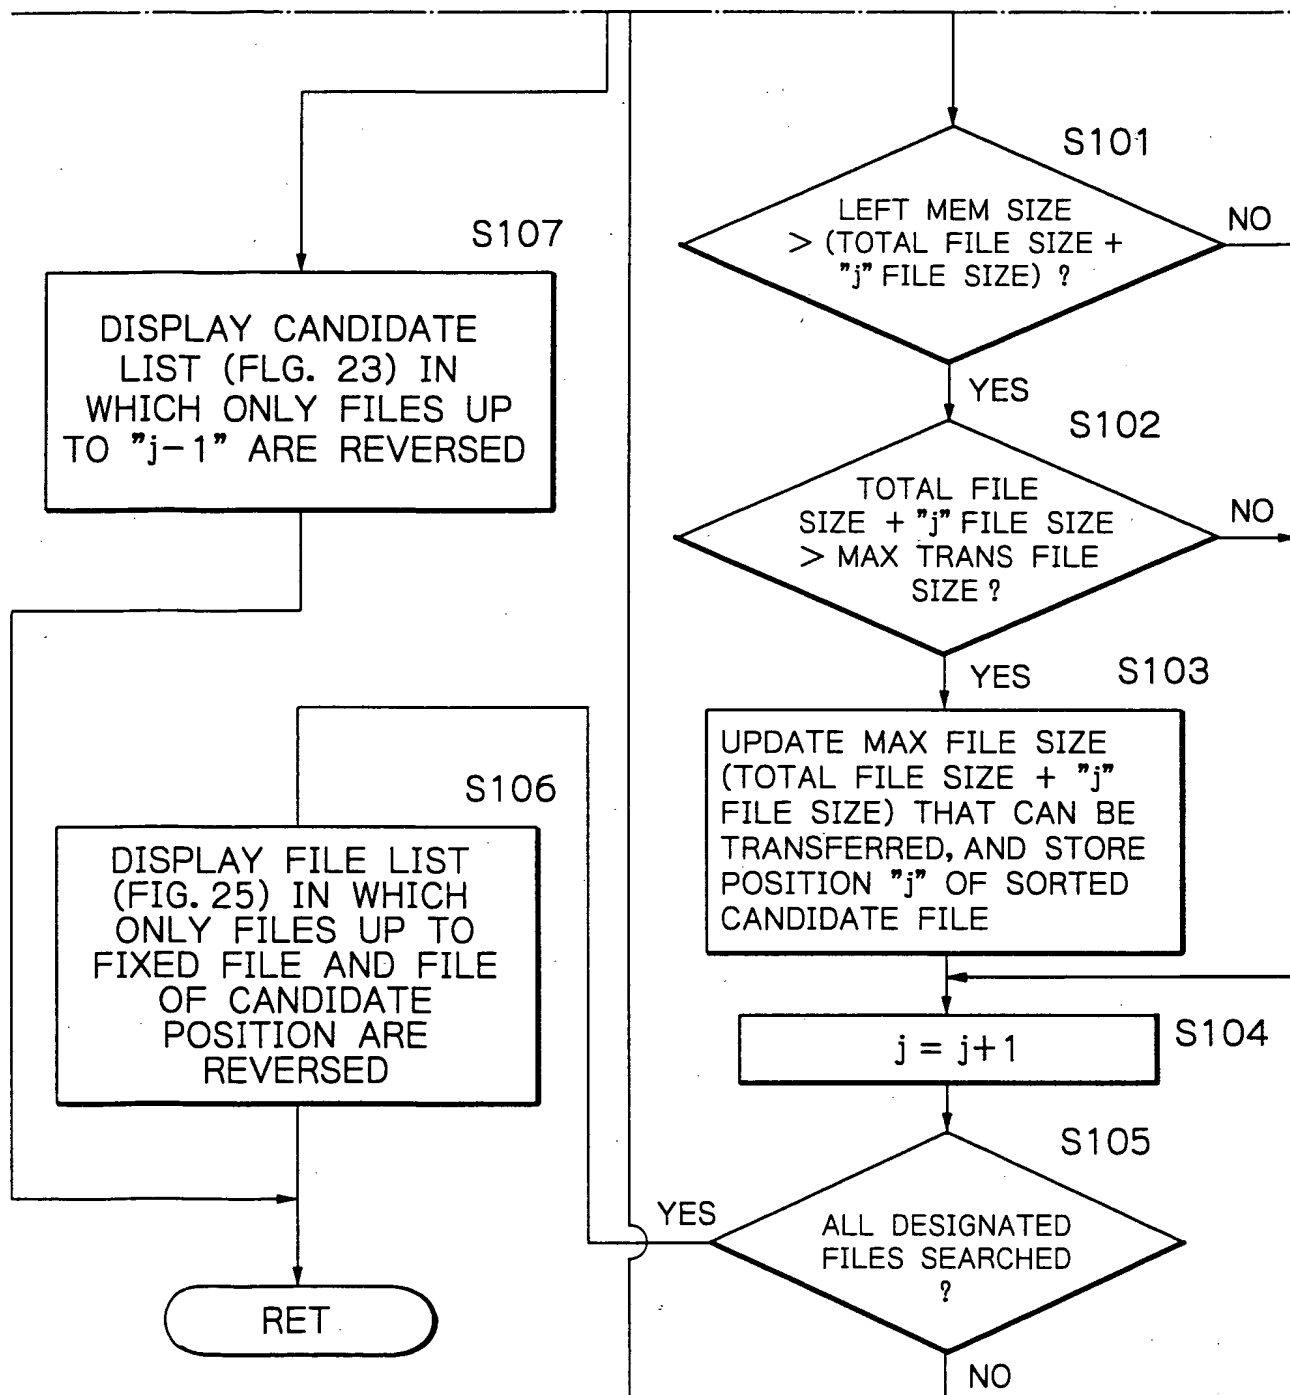 S107
DISPLAY CANDIDATE
LIST (FLG. 23) IN
WHICH ONLY FILES UP
TO "j-1" ARE REVERSED
S106
DISPLAY FILE LIST
(FIG. 25) IN WHICH
ONLY FILES UP TO
FIXED FILE AND FILE
OF CANDIDATE
POSITION ARE
REVERSED
RET
S101
LEFT MEM SIZE
> (TOTAL FILE SIZE +
"j" FILE SIZE) ?
NO
YES
S102
TOTAL FILE
SIZE + "j" FILE SIZE
> MAX TRANS FILE
SIZE ?
NO
YES
S103
UPDATE MAX FILE SIZE
(TOTAL FILE SIZE + "j"
FILE SIZE) THAT CAN BE
TRANSFERRED, AND STORE
POSITION "j" OF SORTED
CANDIDATE FILE
S104
j = j+1
S105
YES
ALL DESIGNATED
FILES SEARCHED
?
NO